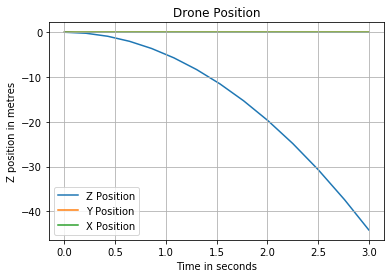 Drone Position
Z position in metres
0
−10
−20
−30
−40
Z Position
Y Position
X Position
0.0 0.5 1.0 1.5 2.0 2.5 3.0
Time in seconds